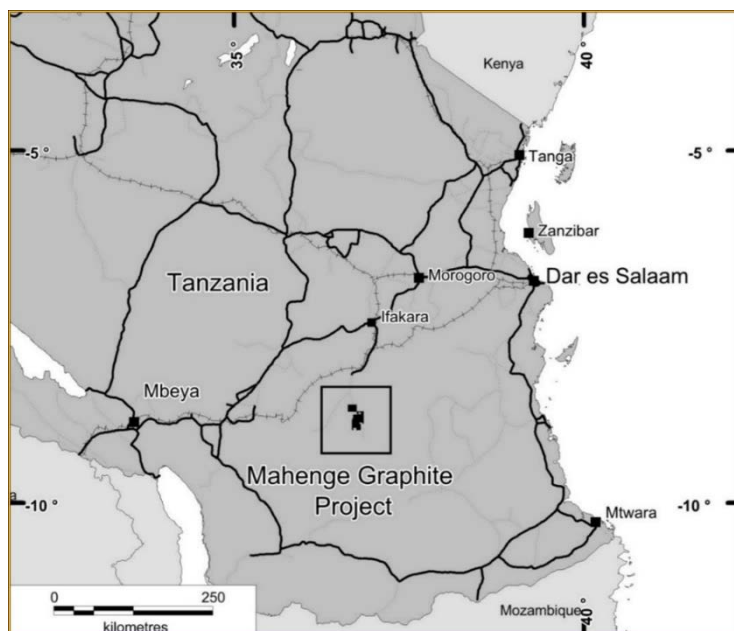 35
40 °
Kenya
-5 °
-5 °
Tanga
Zanzibar
Tanzania
Morogoro
Dar es Salaam
Ifakara
Mbeya
Mahenge Graphite
Project
a
-10 °
-10 °
Mtwara
0
250
kilometres
Mozambique
40 °